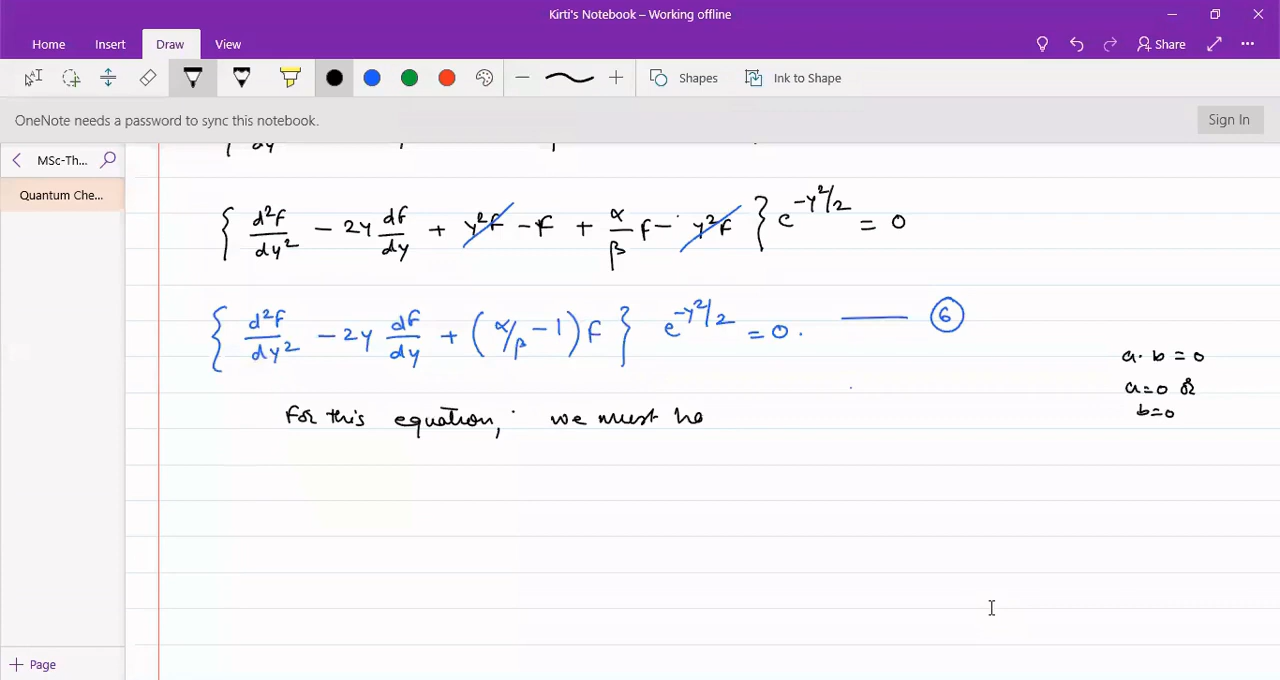 Kirti's Notebook – Working offline
Home Insert Draw View
Share
Shapes Ink to Shape
OneNote needs a password to sync this notebook. Sign In
MSc-Th...
Quantum Che...
{ d²f/dy² - 2y df/dy + y²f - f + α/β f - y²f } e^(-y²/2) = 0
{ d²f/dy² - 2y df/dy + (α/β - 1) f } e^(-y²/2) = 0. —— ⑥
a. b = 0
a=0 or
b=0
For this equation, we must ha
+ Page